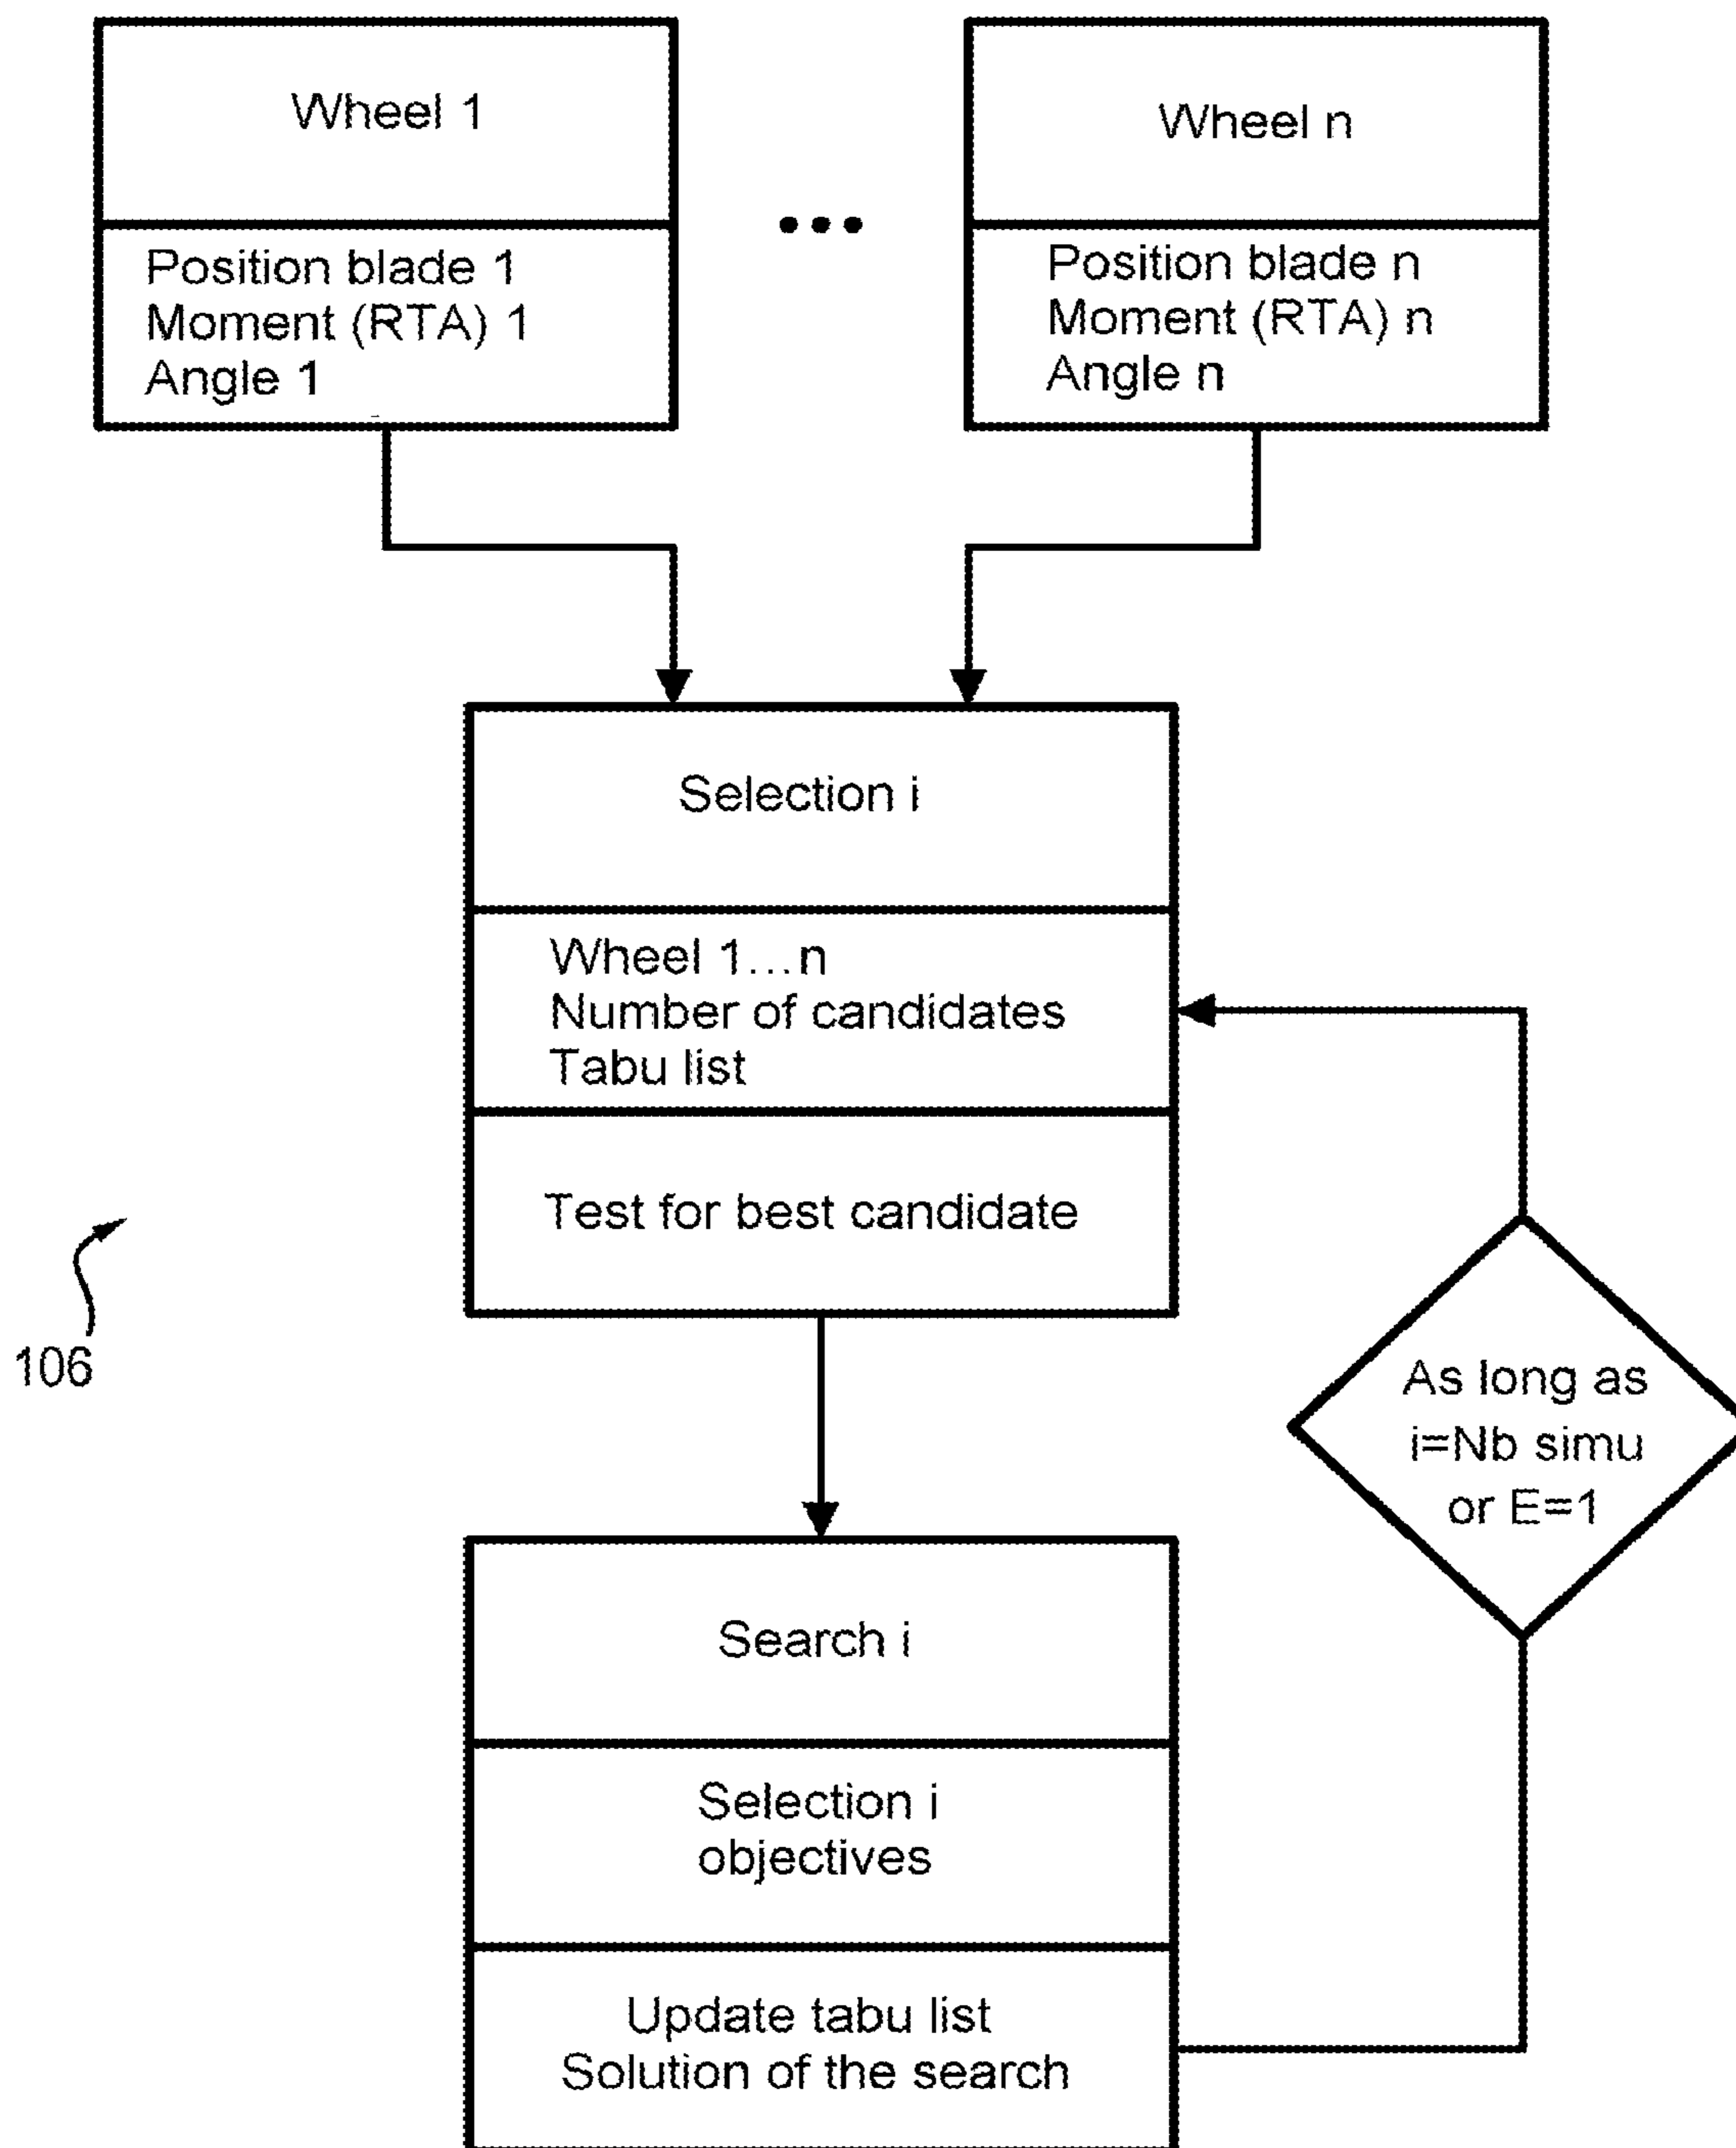 Wheel 1
Position blade 1
Moment (RTA) 1
Angle 1
...
Wheel n
Position blade n
Moment (RTA) n
Angle n
Selection i
Wheel 1...n
Number of candidates
Tabu list
Test for best candidate
106
As long as
i=Nb simu
or E=1
Search i
Selection i
objectives
Update tabu list
Solution of the search